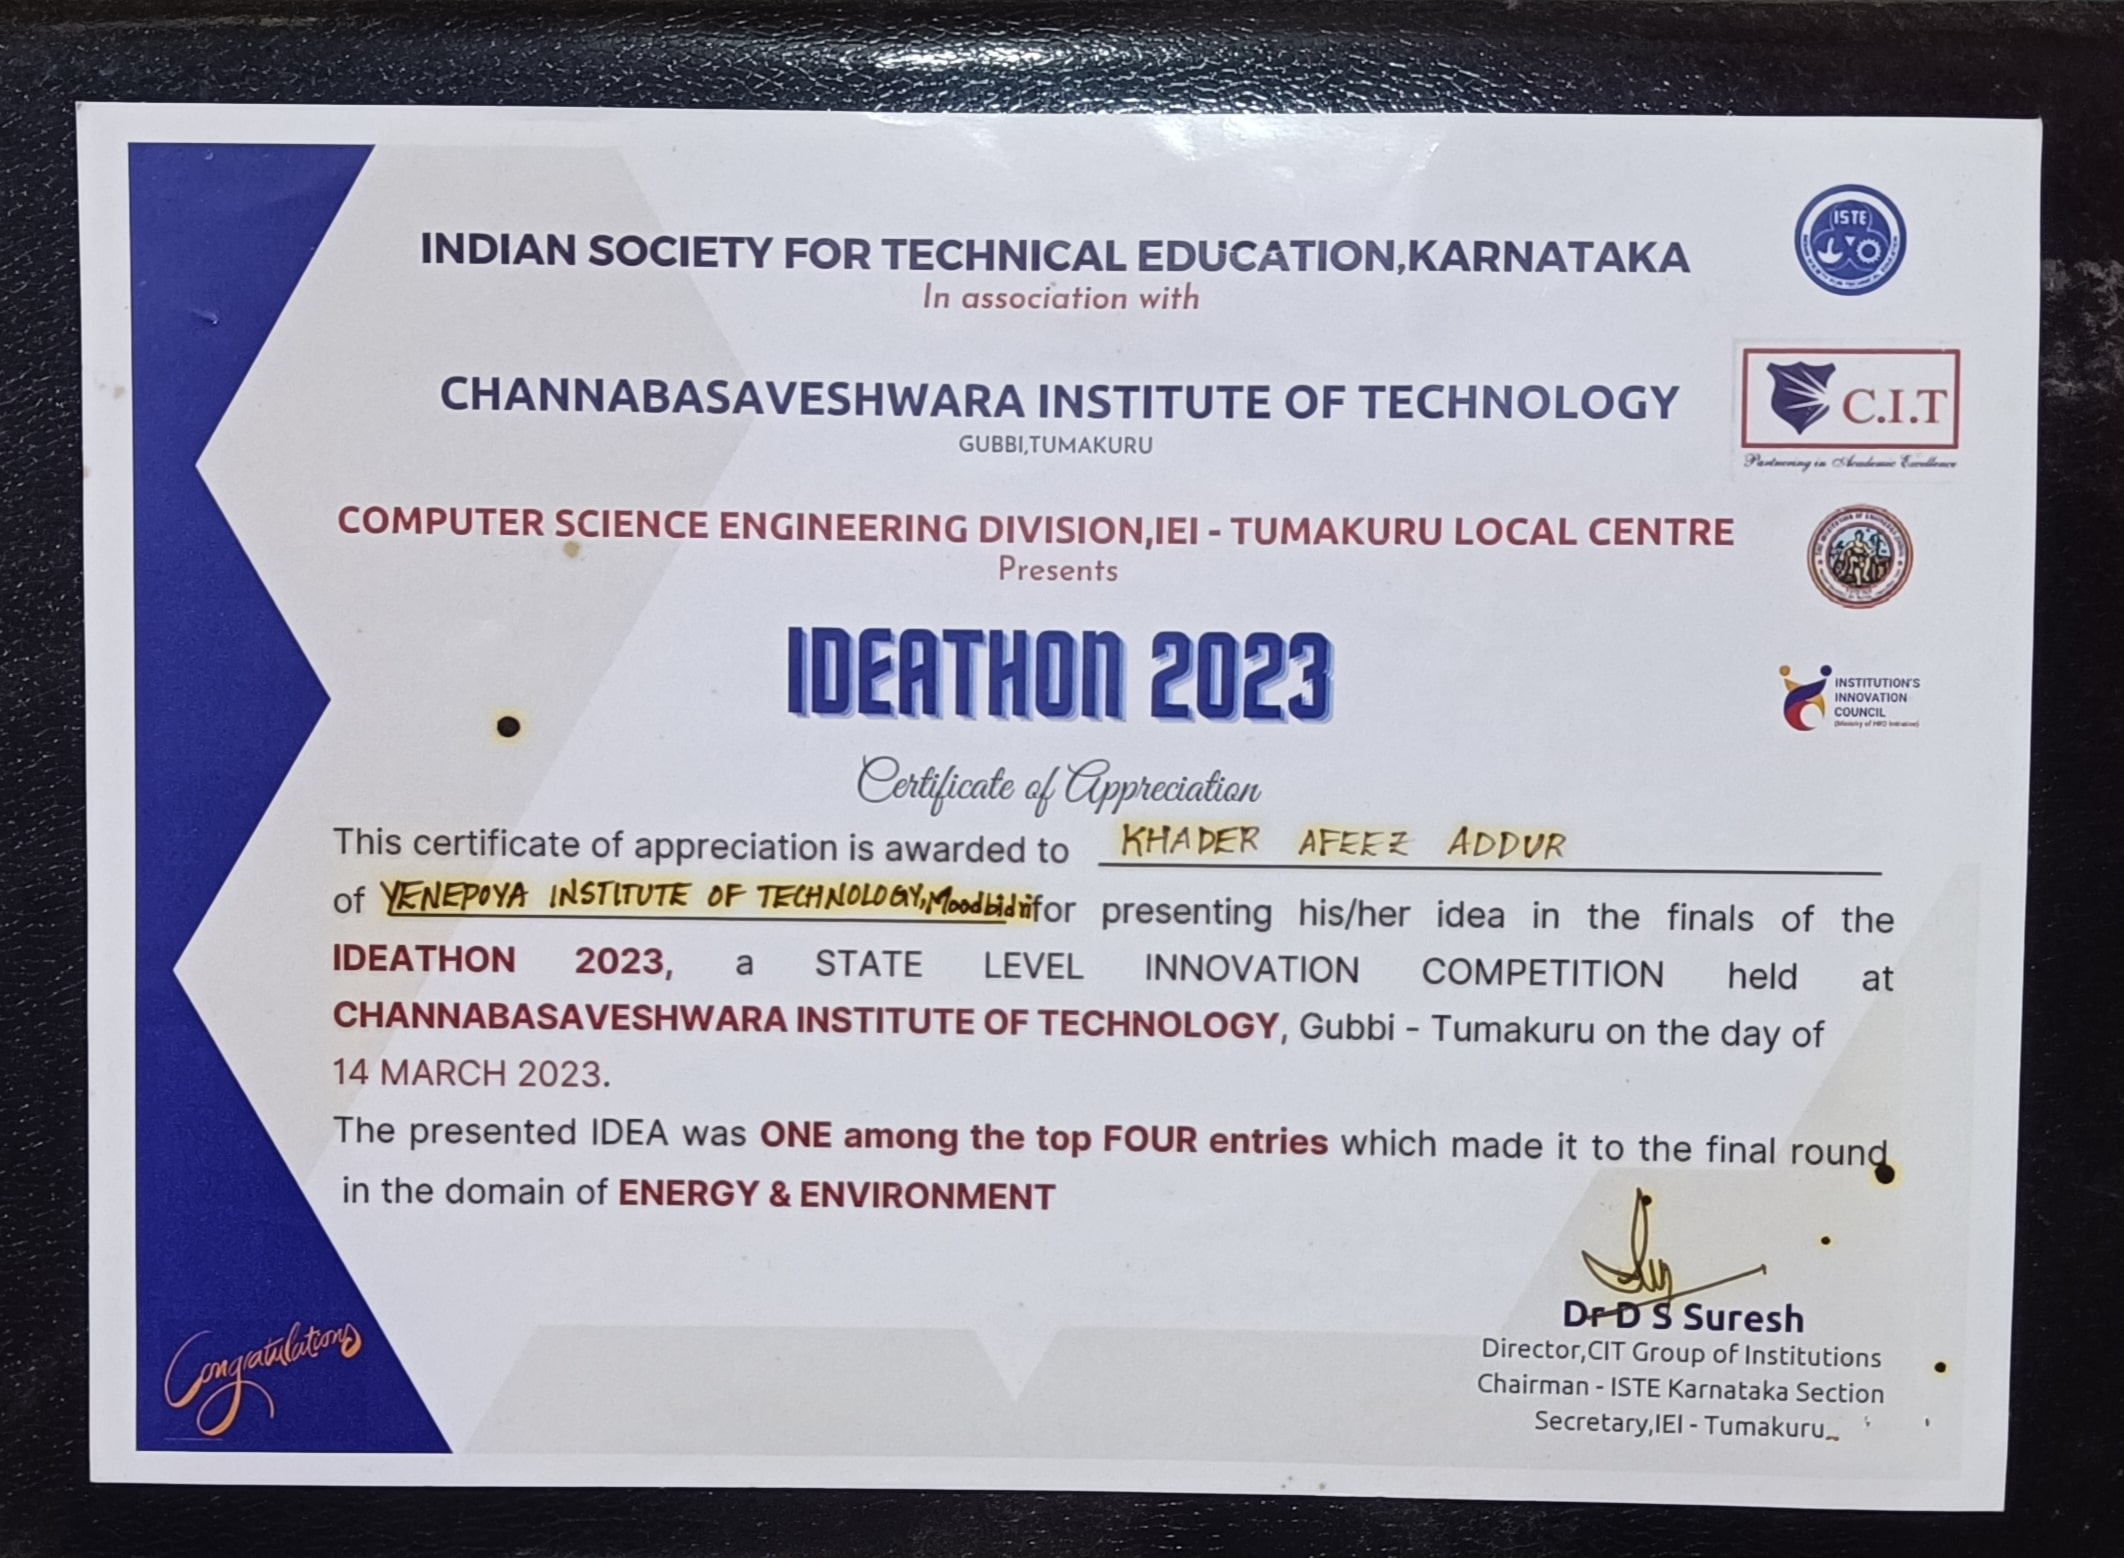 INDIAN SOCIETY FOR TECHNICAL EDUCATION,KARNATAKA
In association with
ISTE
CHANNABASAVESHWARA INSTITUTE OF TECHNOLOGY
GUBBI,TUMAKURU
C.I.T
Partnering in Academic Excellence
COMPUTER SCIENCE ENGINEERING DIVISION,IEI - TUMAKURU LOCAL CENTRE
Presents
IDEATHON 2023
INSTITUTION'S
INNOVATION
COUNCIL
(Ministry of HRD Initiative)
Certificate of Appreciation
This certificate of appreciation is awarded to KHADER AFEEZ ADDUR
of YENEPOYA INSTITUTE OF TECHNOLOGY,Moodbidri for presenting his/her idea in the finals of the
IDEATHON 2023, a STATE LEVEL INNOVATION COMPETITION held at
CHANNABASAVESHWARA INSTITUTE OF TECHNOLOGY, Gubbi - Tumakuru on the day of
14 MARCH 2023.
The presented IDEA was ONE among the top FOUR entries which made it to the final round
in the domain of ENERGY & ENVIRONMENT
Congratulations
Dr D S Suresh
Director,CIT Group of Institutions
Chairman - ISTE Karnataka Section
Secretary,IEI - Tumakuru